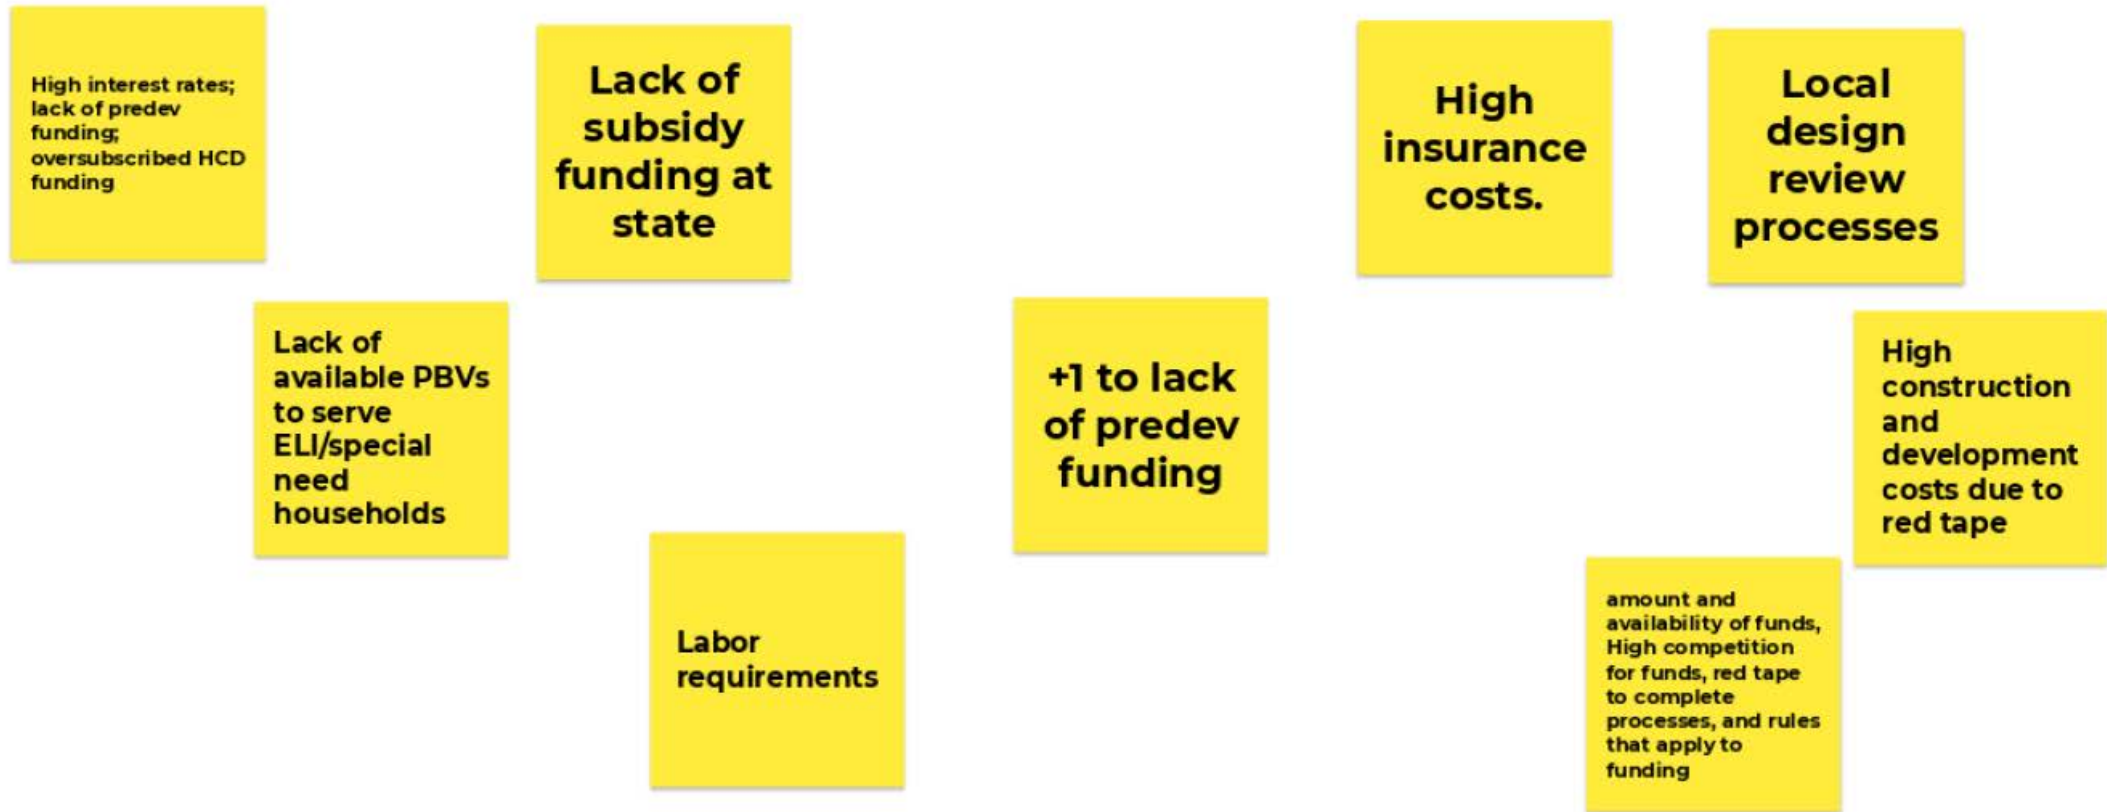 High interest rates;
lack of predev
funding;
oversubscribed HCD
funding
Lack of
subsidy
funding at
state
High
insurance
costs.
Local
design
review
processes
Lack of
available PBVs
to serve
ELI/special
need
households
+1 to lack
of predev
funding
High
construction
and
development
costs due to
red tape
Labor
requirements
amount and
availability of funds,
High competition
for funds, red tape
to complete
processes, and rules
that apply to
funding